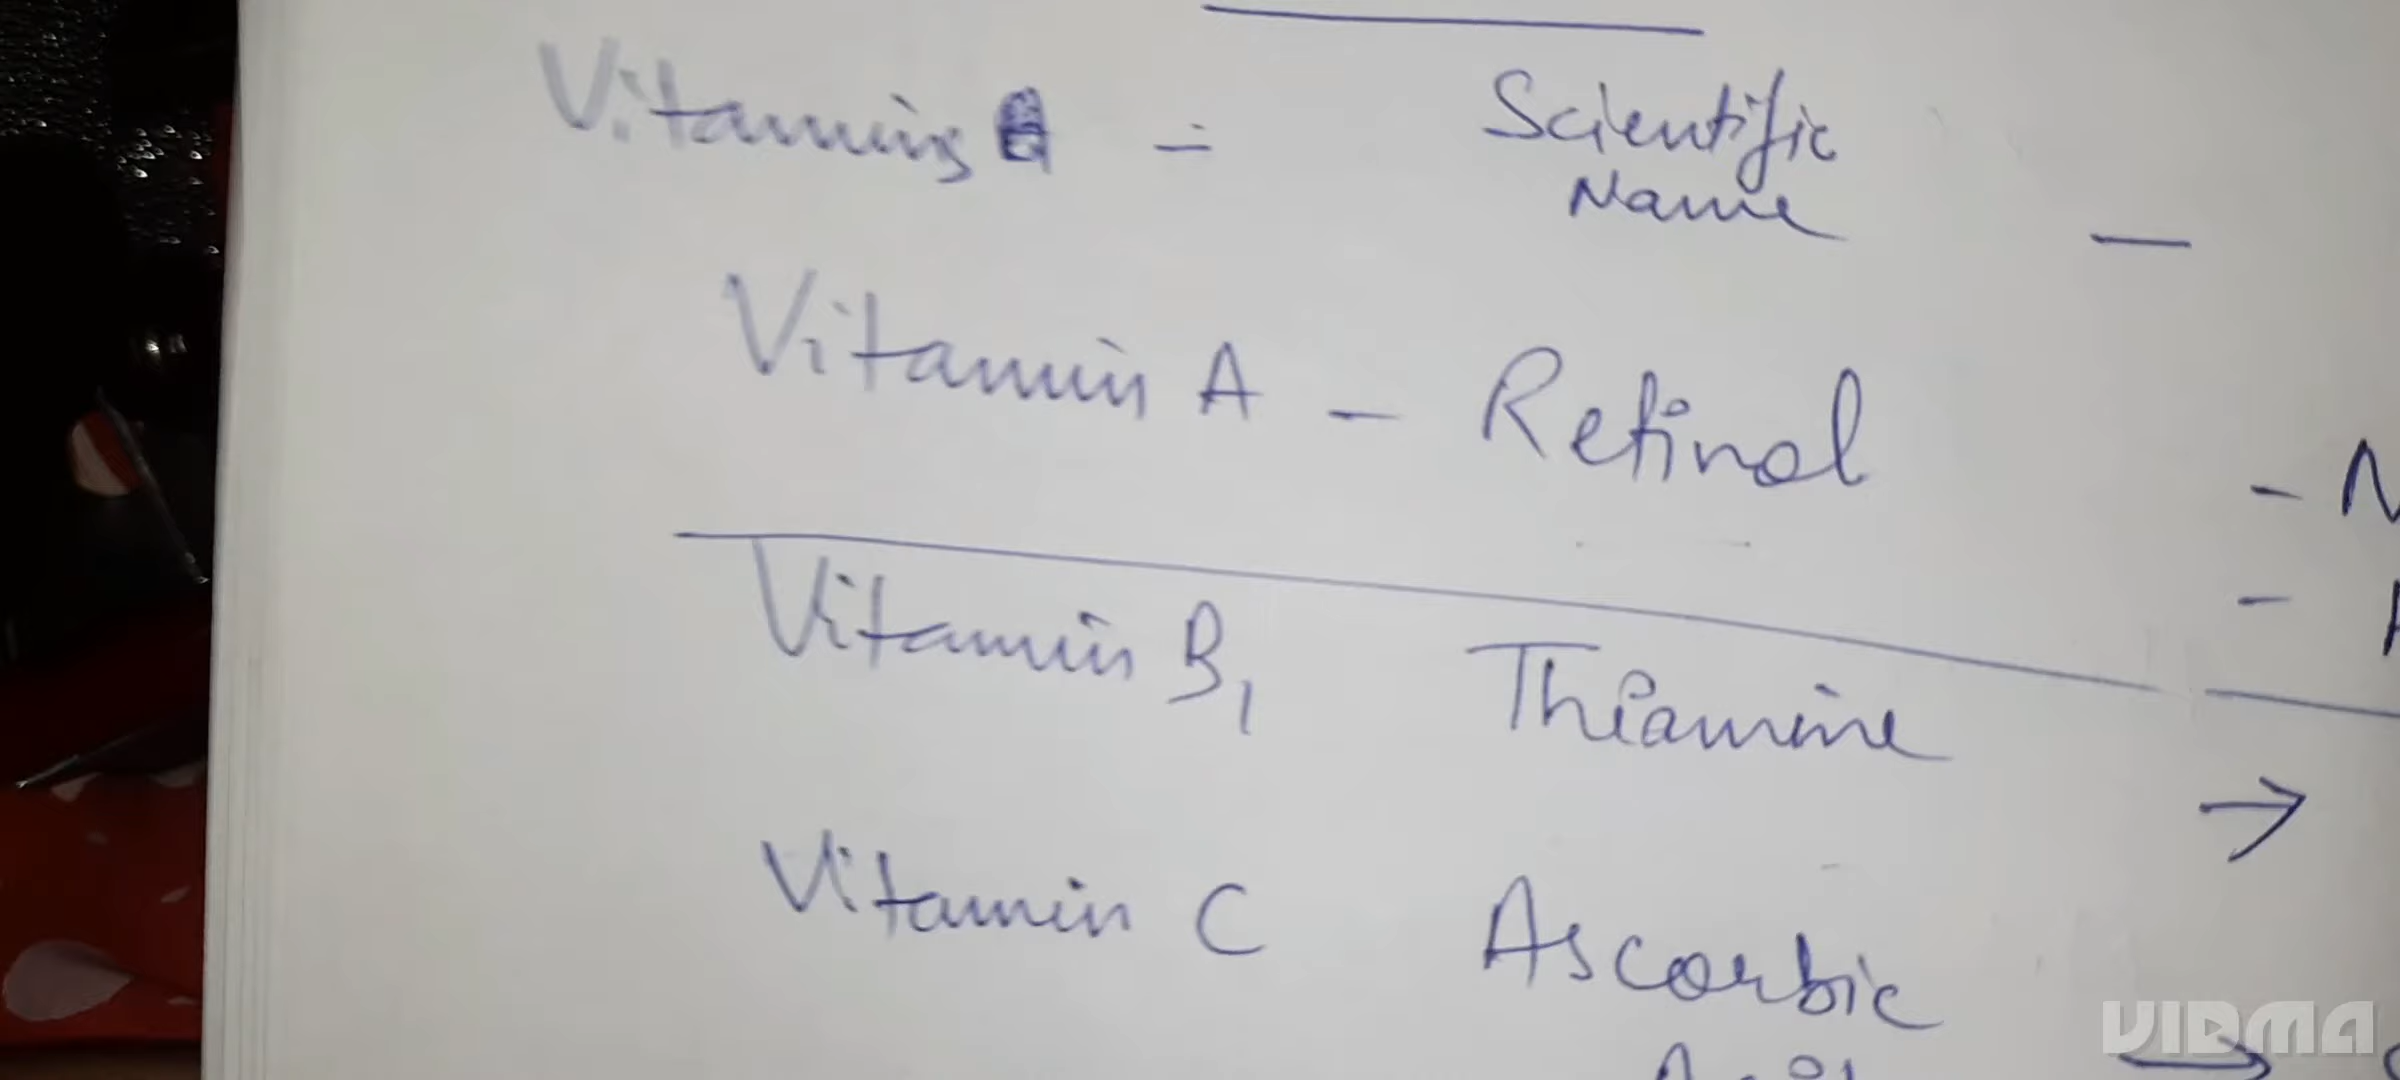 Vitamins - Scientific
Name -
Vitamin A - Retinol
- N
-
Vitamin B1 Thiamine
→
Vitamin C Ascorbic
→
VIDMA